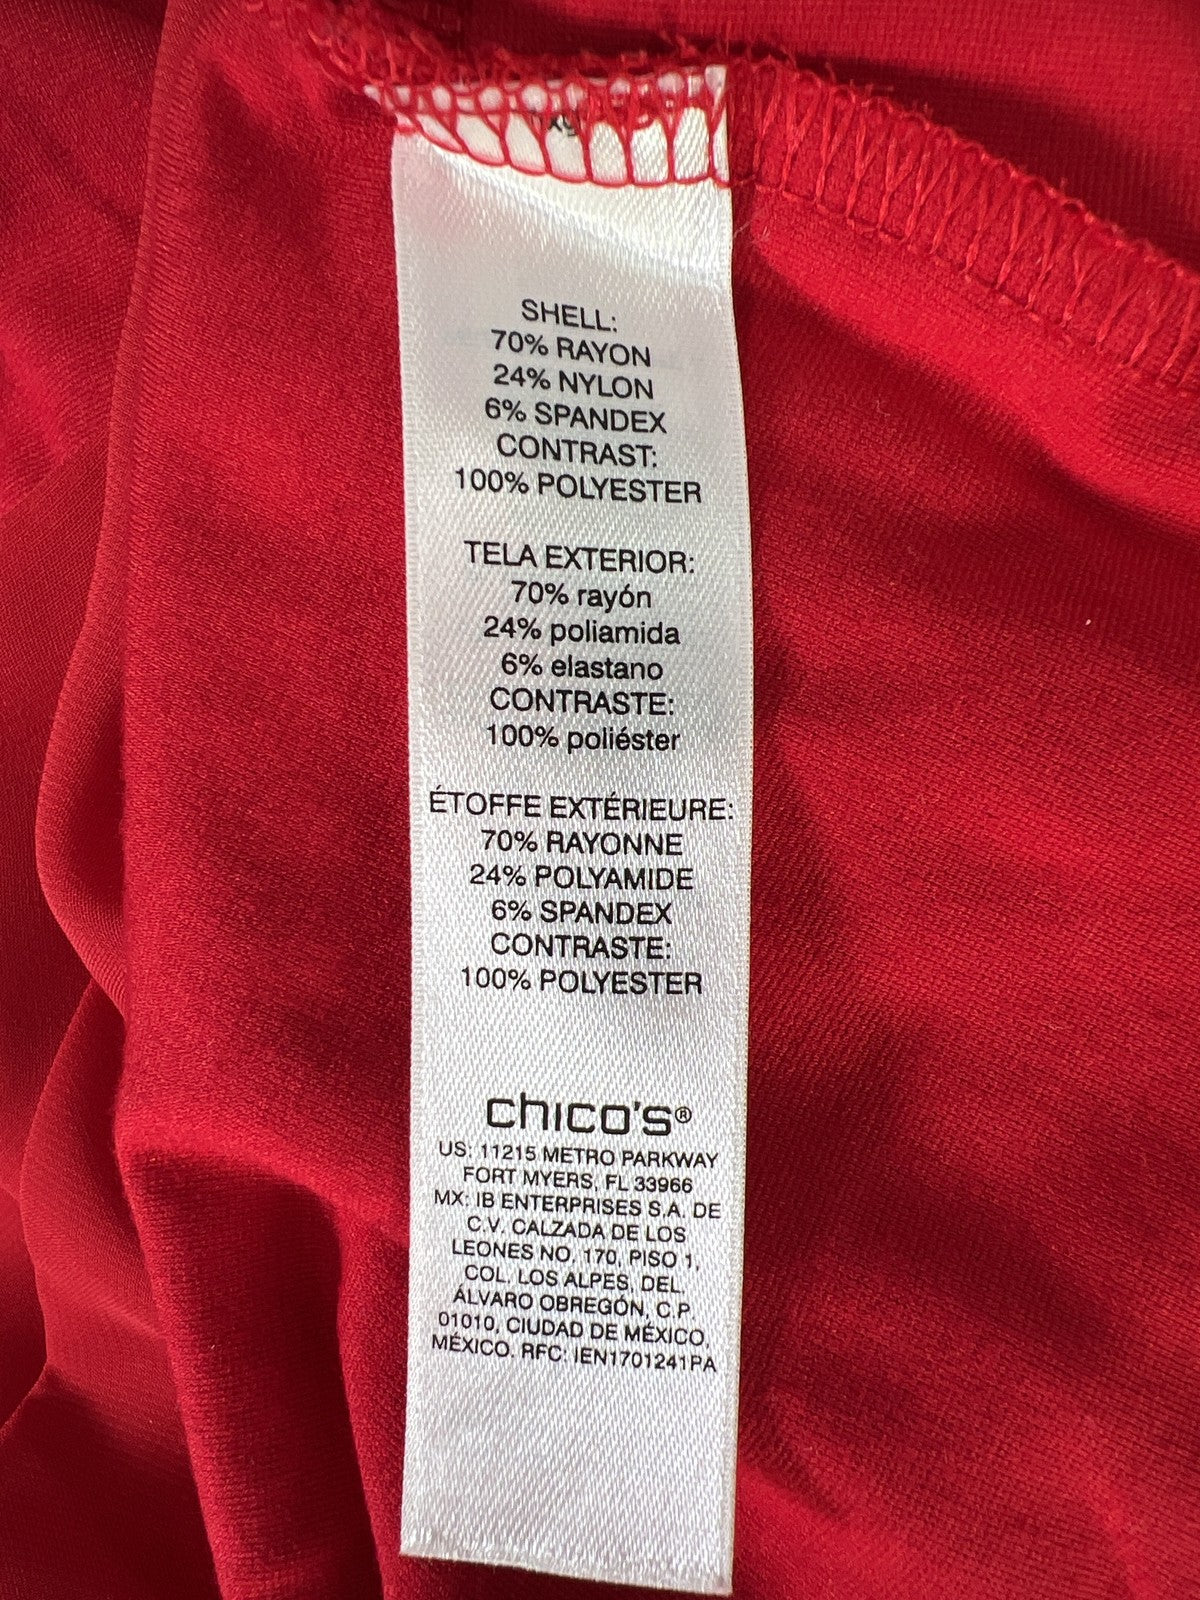 SHELL:
70% RAYON
24% NYLON
6% SPANDEX
CONTRAST:
100% POLYESTER
TELA EXTERIOR:
70% rayón
24% poliamida
6% elastano
CONTRASTE:
100% poliéster
ÉTOFFE EXTÉRIEURE:
70% RAYONNE
24% POLYAMIDE
6% SPANDEX
CONTRASTE:
100% POLYESTER
chico's®
US: 11215 METRO PARKWAY
FORT MYERS, FL 33966
MX: IB ENTERPRISES S.A. DE
C.V. CALZADA DE LOS
LEONES NO. 170, PISO 1,
COL. LOS ALPES, DEL.
ÁLVARO OBREGÓN, C.P.
01010, CIUDAD DE MÉXICO,
MÉXICO. RFC: IEN1701241PA